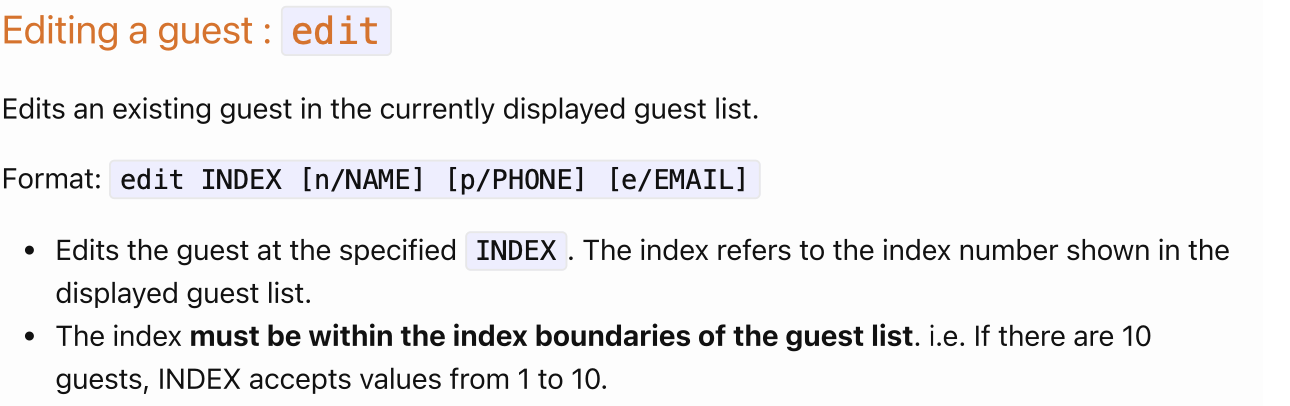 Editing a guest : edit
Edits an existing guest in the currently displayed guest list.
Format: edit INDEX [n/NAME] [p/PHONE] [e/EMAIL]
• Edits the guest at the specified INDEX. The index refers to the index number shown in the
displayed guest list.
• The index must be within the index boundaries of the guest list. i.e. If there are 10
guests, INDEX accepts values from 1 to 10.